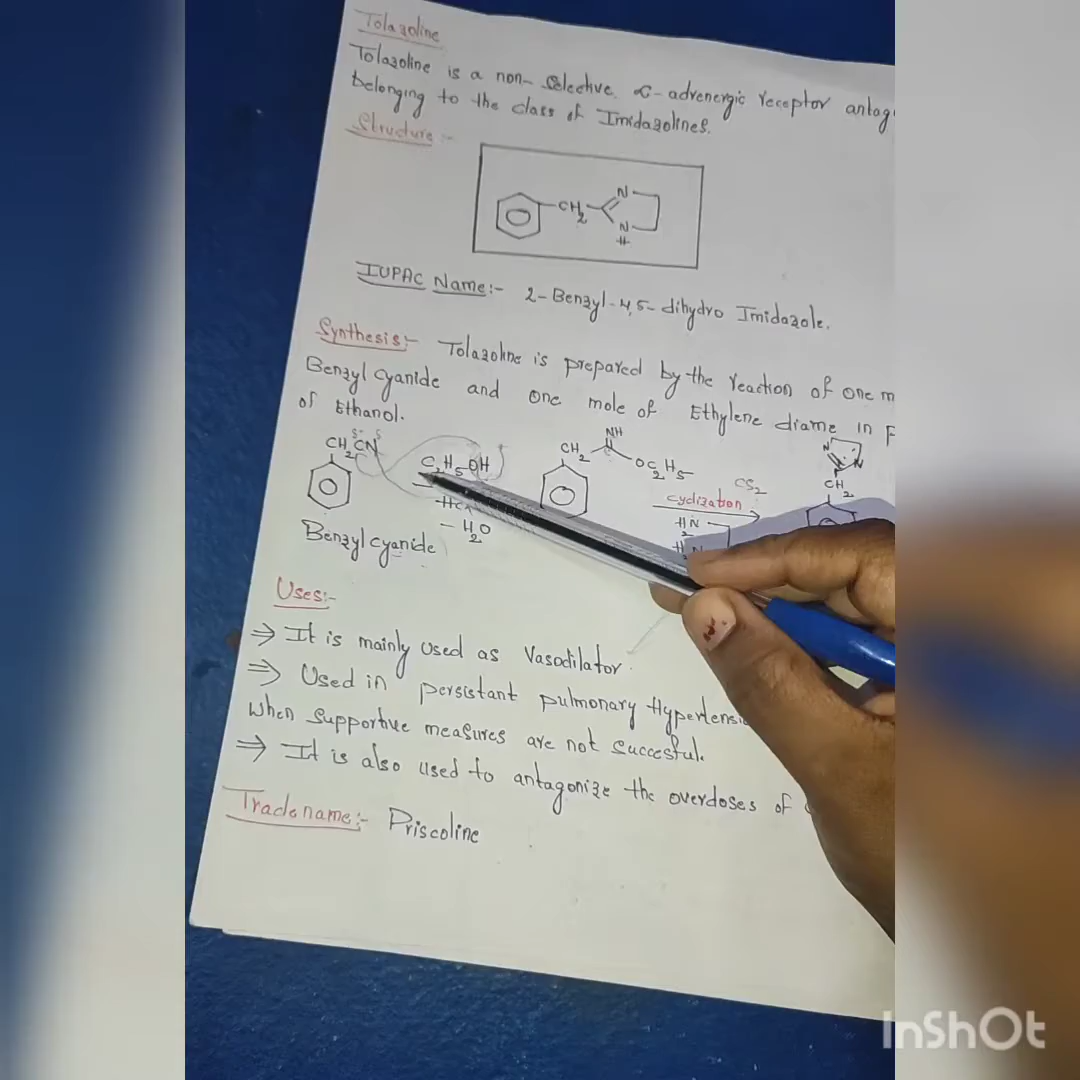 Tolazoline
Tolazoline is a non- Selective α- adrenergic receptor antag
belonging to the class of Imidazolines.
Structure :-
CH2 N
N
H
IUPAC Name:- 2-Benzyl-4,5-dihydro Imidazole.
Synthesis:- Tolazoline is prepared by the reaction of one m
Benzyl cyanide and one mole of Ethylene diame in
of Ethanol.
CH2CN C2H5OH CH2 NH OC2H5 CS2 N N CH2
cyclization
- H2O H2N
Benzyl cyanide
Uses:-
⇒ It is mainly used as Vasodilator.
⇒ Used in persistant pulmonary Hypertensi
When supportive measures are not Succesful.
⇒ It is also used to antagonize the overdoses of
Tradename:- Priscoline
InShOt